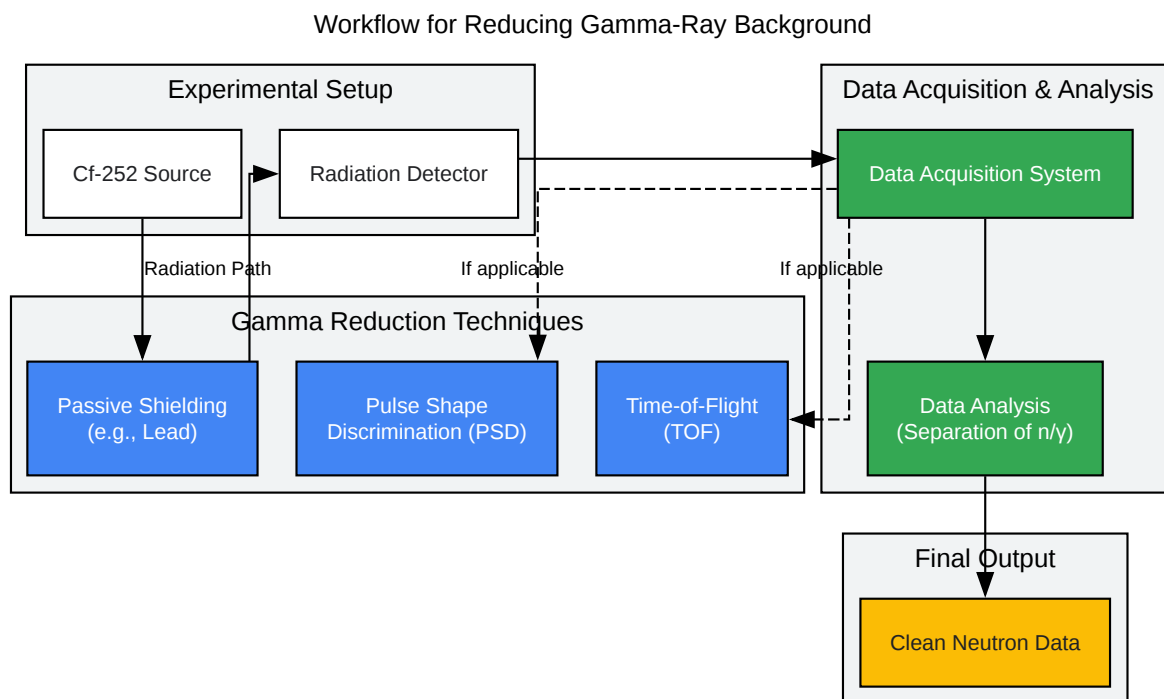 Workflow for Reducing Gamma-Ray Background
Experimental Setup
Data Acquisition & Analysis
Cf-252 Source
Radiation Detector
Data Acquisition System
Radiation Path
If applicable
If applicable
Gamma Reduction Techniques
Passive Shielding
(e.g., Lead)
Pulse Shape
Discrimination (PSD)
Time-of-Flight
(TOF)
Data Analysis
(Separation of n/γ)
Final Output
Clean Neutron Data